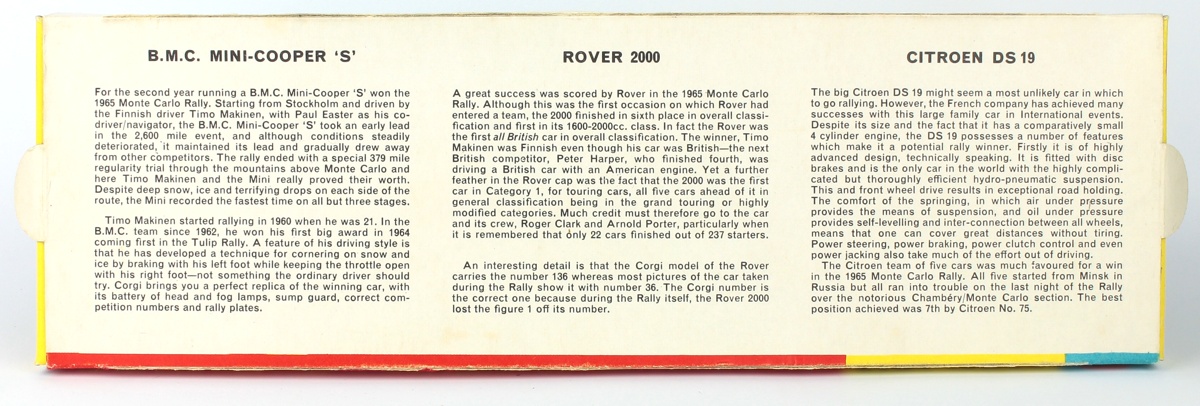 B.M.C. MINI-COOPER 'S'
For the second year running a B.M.C. Mini-Cooper 'S' won the
1965 Monte Carlo Rally. Starting from Stockholm and driven by
the Finnish driver Timo Makinen, with Paul Easter as his co-
driver/navigator, the B.M.C. Mini-Cooper 'S' took an early lead
in the 2,600 mile event, and although conditions steadily
deteriorated, it maintained its lead and gradually drew away
from other competitors. The rally ended with a special 379 mile
regularity trial through the mountains above Monte Carlo and
here Timo Makinen and the Mini really proved their worth.
Despite deep snow, ice and terrifying drops on each side of the
route, the Mini recorded the fastest time on all but three stages.
Timo Makinen started rallying in 1960 when he was 21. In the
B.M.C. team since 1962, he won his first big award in 1964
coming first in the Tulip Rally. A feature of his driving style is
that he has developed a technique for cornering on snow and
ice by braking with his left foot while keeping the throttle open
with his right foot—not something the ordinary driver should
try. Corgi brings you a perfect replica of the winning car, with
its battery of head and fog lamps, sump guard, correct com-
petition numbers and rally plates.
ROVER 2000
A great success was scored by Rover in the 1965 Monte Carlo
Rally. Although this was the first occasion on which Rover had
entered a team, the 2000 finished in sixth place in overall classi-
fication and first in its 1600-2000cc. class. In fact the Rover was
the first all British car in overall classification. The winner, Timo
Makinen was Finnish even though his car was British—the next
British competitor, Peter Harper, who finished fourth, was
driving a British car with an American engine. Yet a further
feather in the Rover cap was the fact that the 2000 was the first
car in Category 1, for touring cars, all five cars ahead of it in
general classification being in the grand touring or highly
modified categories. Much credit must therefore go to the car
and its crew, Roger Clark and Arnold Porter, particularly when
it is remembered that only 22 cars finished out of 237 starters.
An interesting detail is that the Corgi model of the Rover
carries the number 136 whereas most pictures of the car taken
during the Rally show it with number 36. The Corgi number is
the correct one because during the Rally itself, the Rover 2000
lost the figure 1 off its number.
CITROEN DS 19
The big Citroen DS 19 might seem a most unlikely car in which
to go rallying. However, the French company has achieved many
successes with this large family car in International events.
Despite its size and the fact that it has a comparatively small
4 cylinder engine, the DS 19 possesses a number of features
which make it a potential rally winner. Firstly it is of highly
advanced design, technically speaking. It is fitted with disc
brakes and is the only car in the world with the highly compli-
cated but thoroughly efficient hydro-pneumatic suspension.
This and front wheel drive results in exceptional road holding.
The comfort of the springing, in which air under pressure
provides the means of suspension, and oil under pressure
provides self-levelling and inter-connection between all wheels,
means that one can cover great distances without tiring.
Power steering, power braking, power clutch control and even
power jacking also take much of the effort out of driving.
The Citroen team of five cars was much favoured for a win
in the 1965 Monte Carlo Rally. All five started from Minsk in
Russia but all ran into trouble on the last night of the Rally
over the notorious Chambéry/Monte Carlo section. The best
position achieved was 7th by Citroen No. 75.